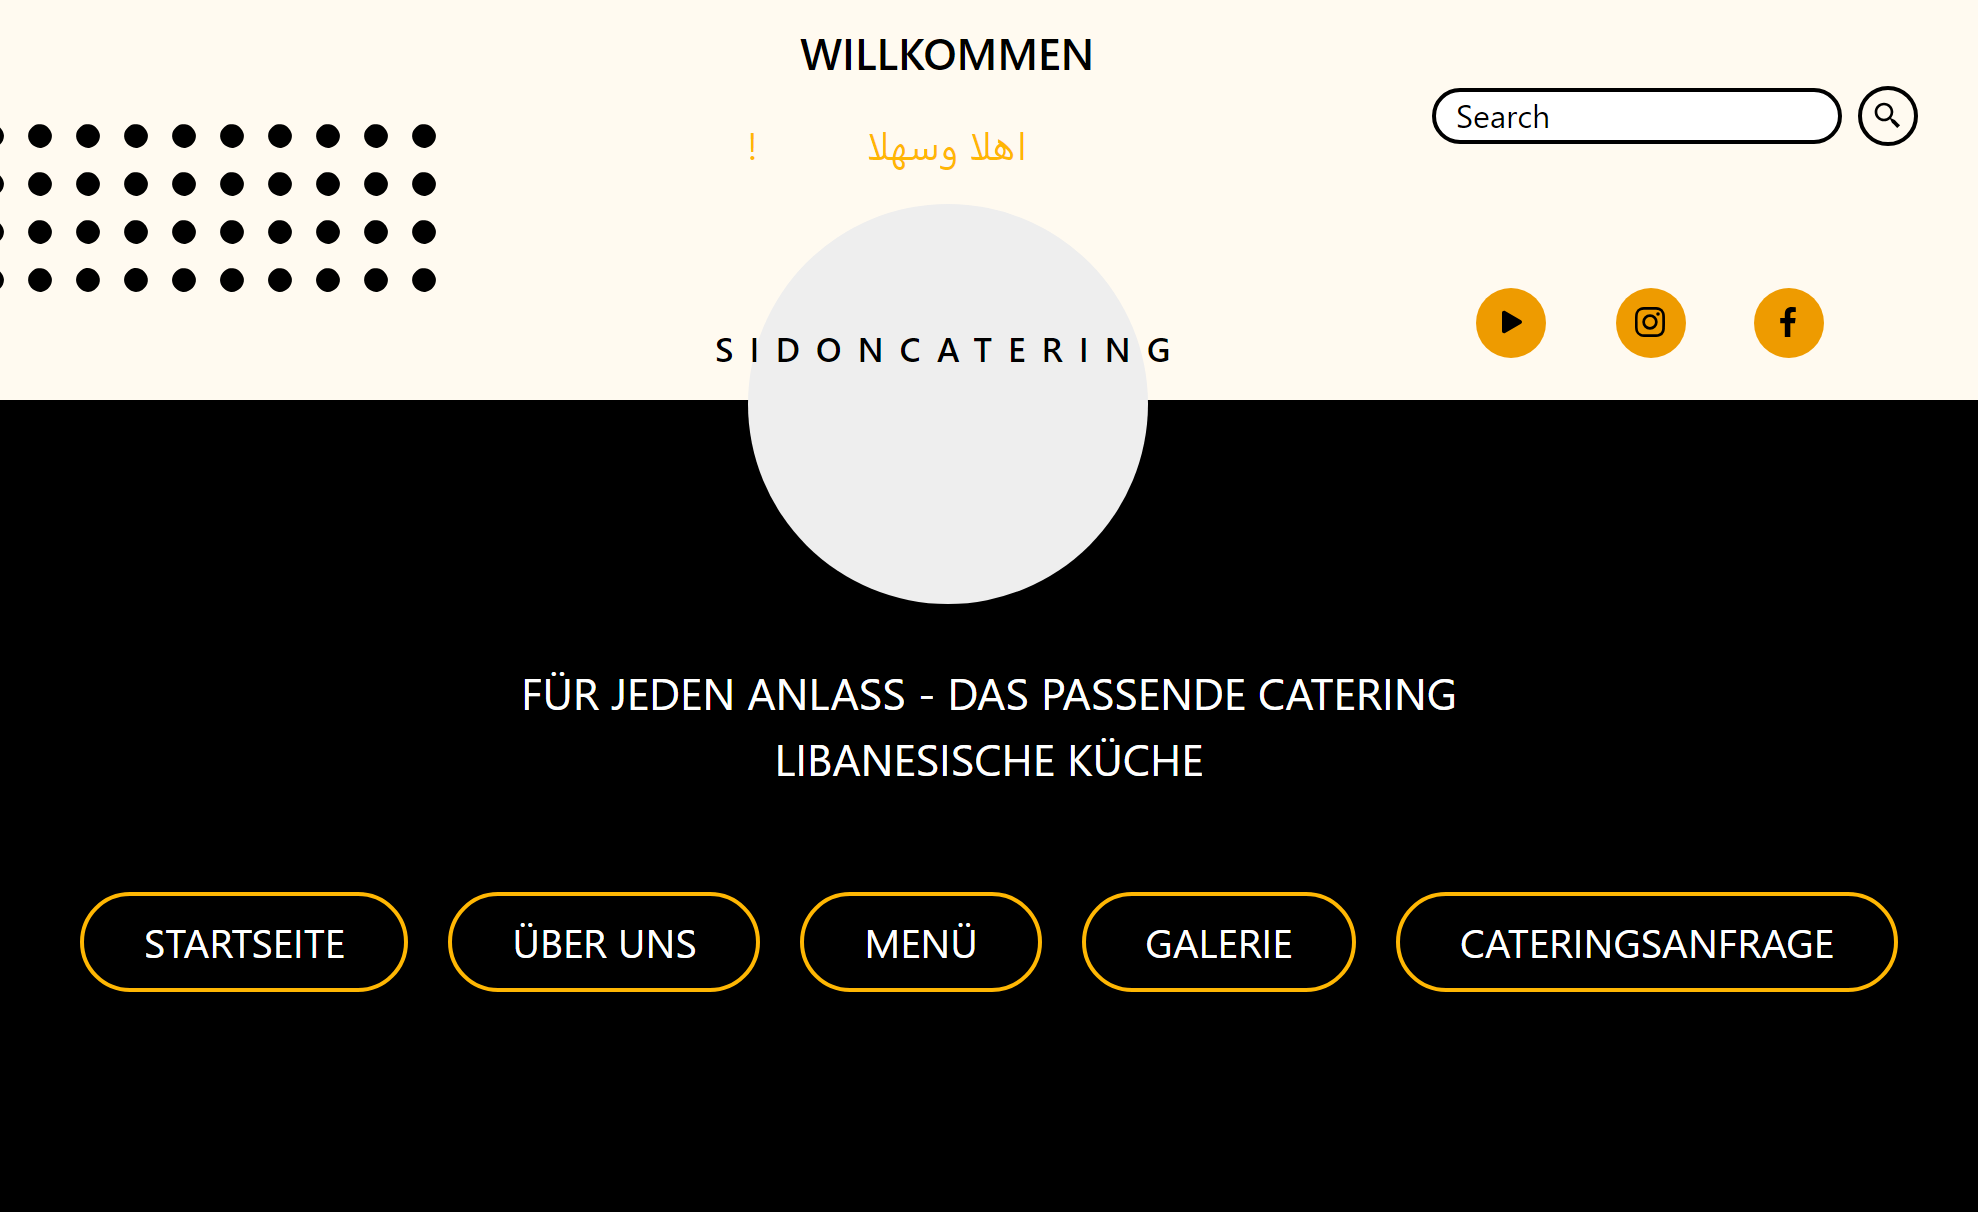 WILLKOMMEN
اهلا وسهلا !
Search
SIDONCATERING
FÜR JEDEN ANLASS - DAS PASSENDE CATERING
LIBANESISCHE KÜCHE
STARTSEITE
ÜBER UNS
MENÜ
GALERIE
CATERINGSANFRAGE